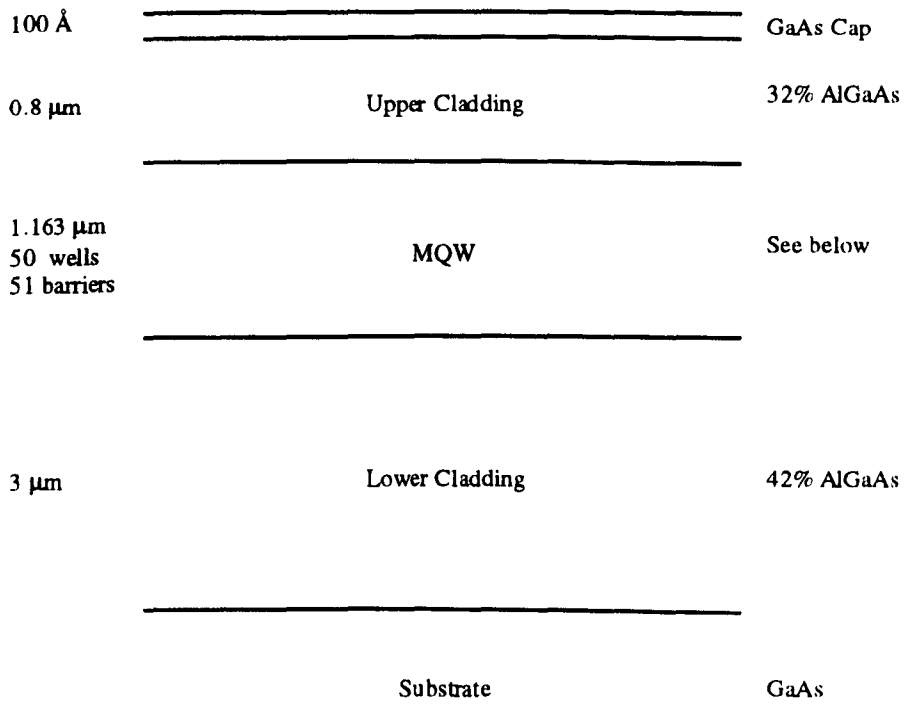 100 Å
GaAs Cap
0.8 µm
Upper Cladding
32% AlGaAs
1.163 µm
50 wells
51 barriers
MQW
See below
3 µm
Lower Cladding
42% AlGaAs
Substrate
GaAs